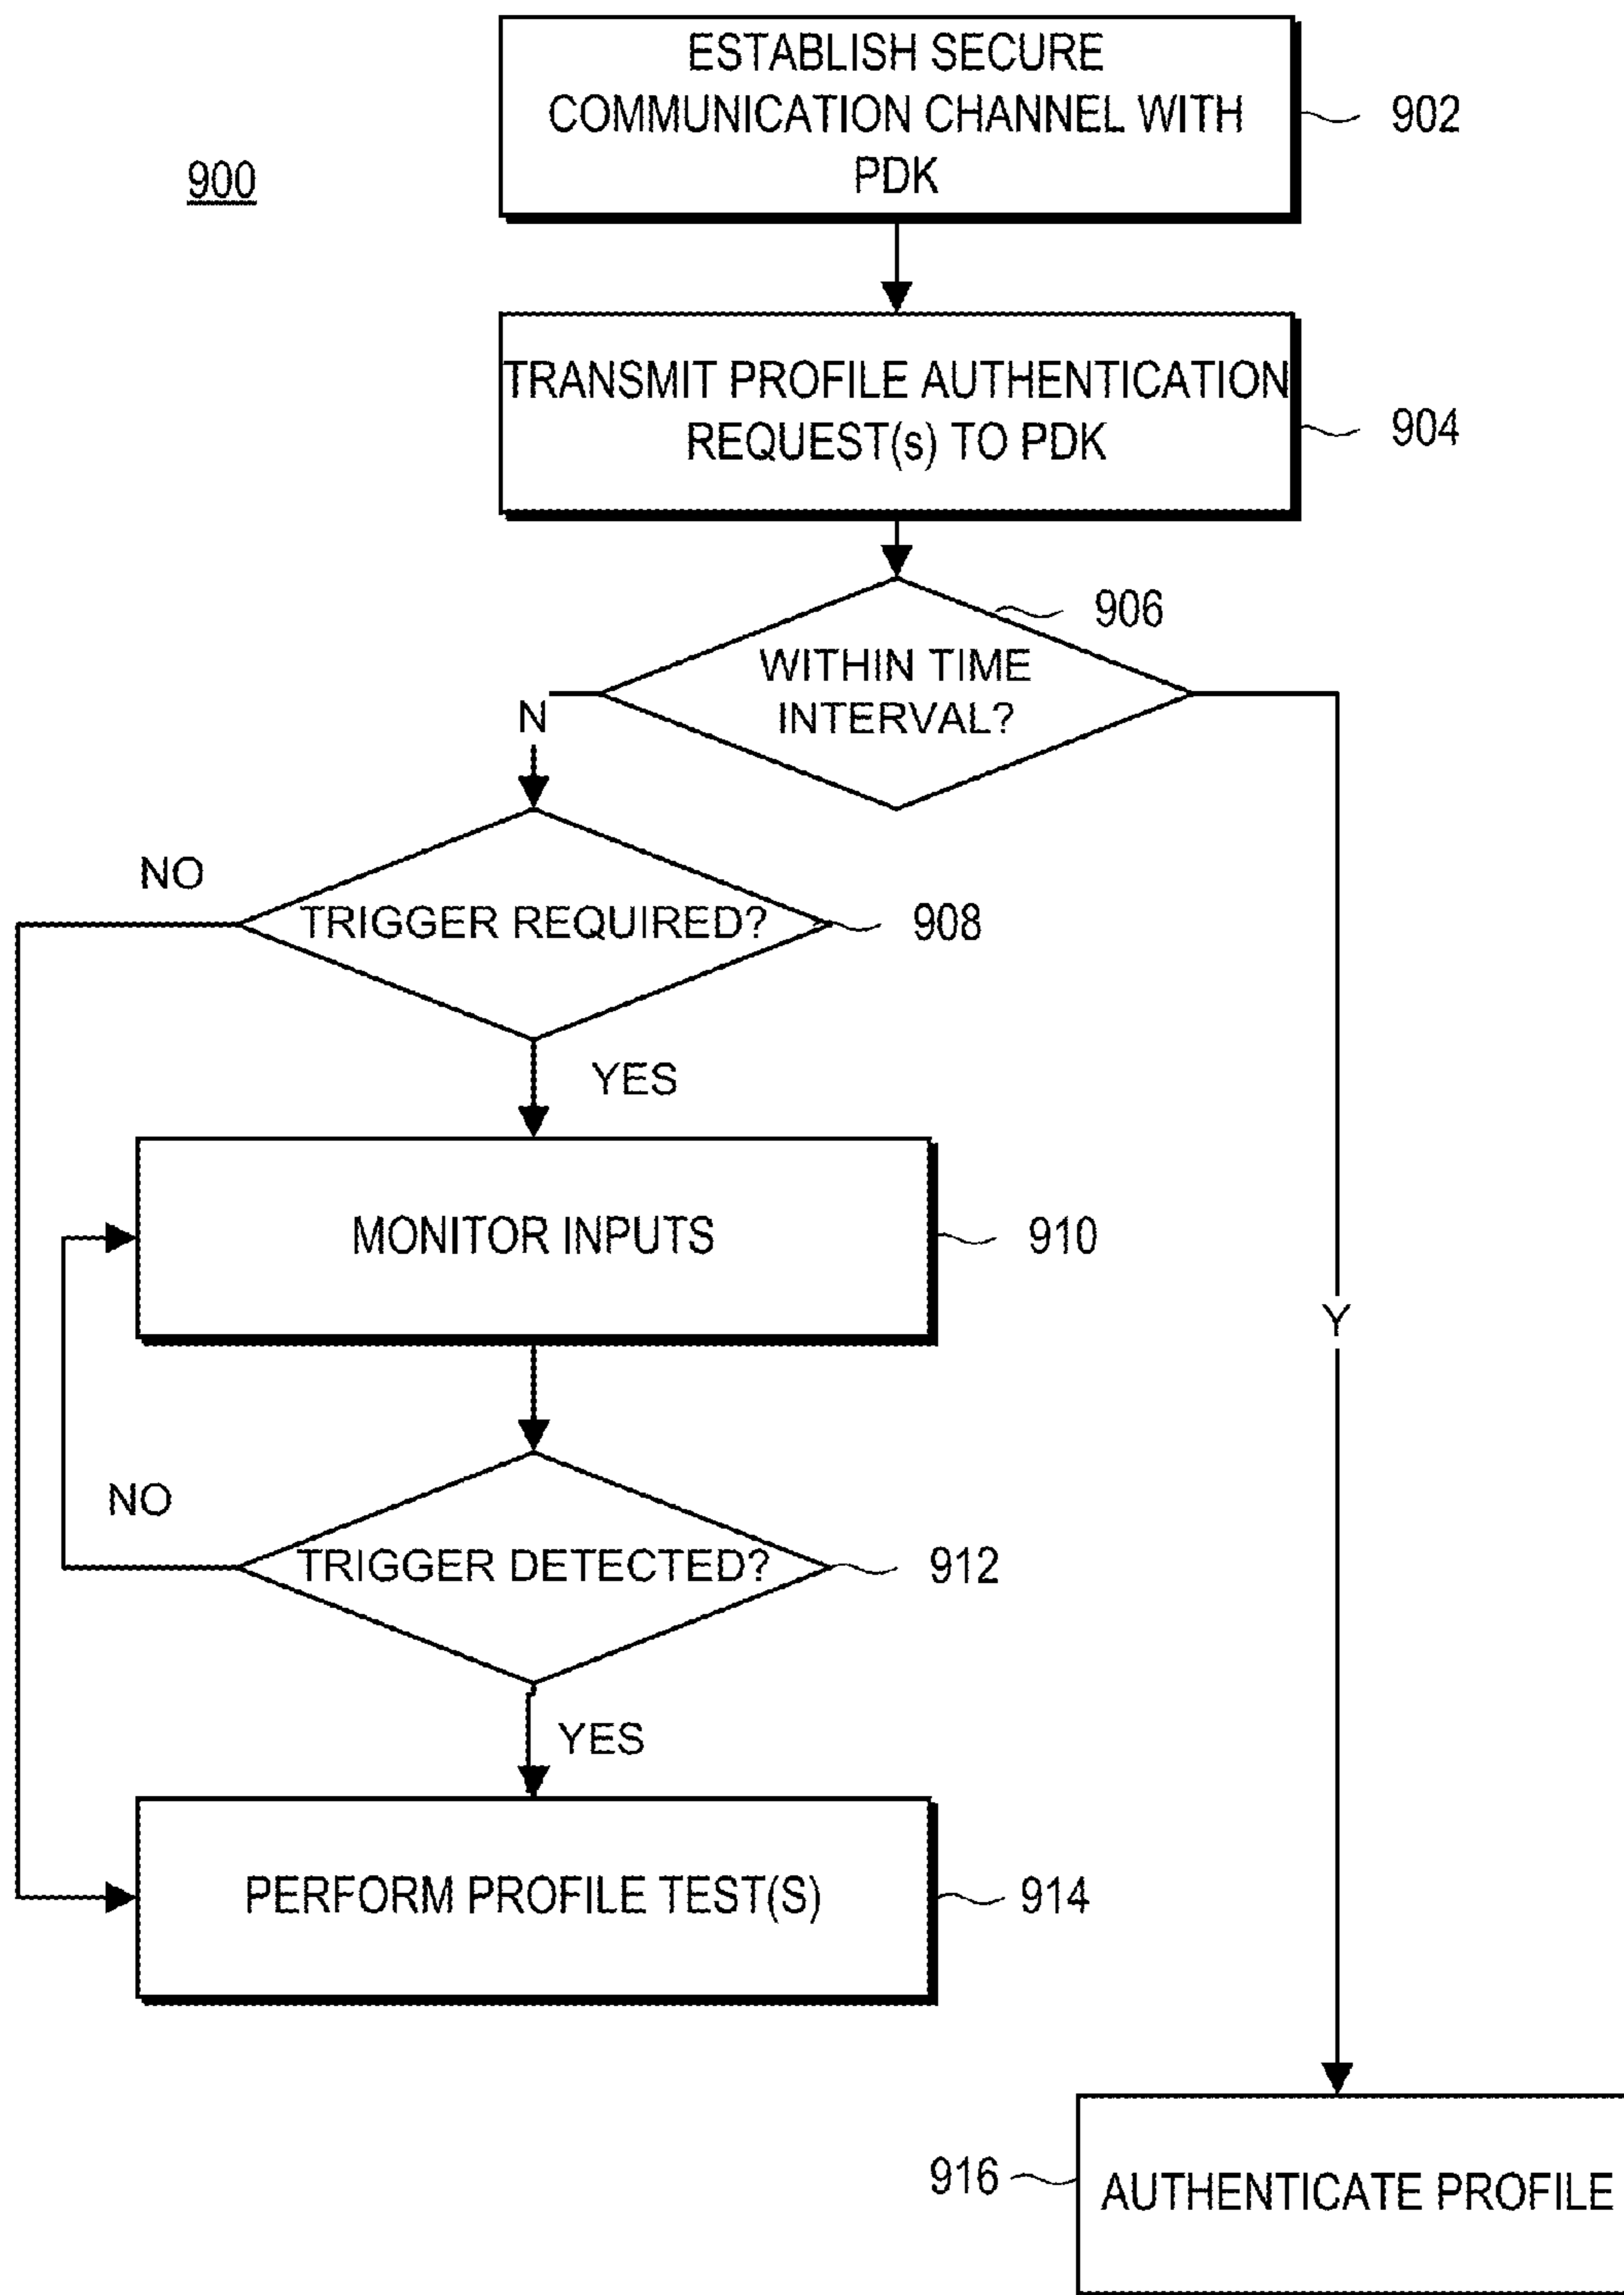 ESTABLISH SECURE
COMMUNICATION CHANNEL WITH
PDK
902
900
TRANSMIT PROFILE AUTHENTICATION
REQUEST(s) TO PDK
904
906
WITHIN TIME
INTERVAL?
N
NO
TRIGGER REQUIRED?
908
YES
MONITOR INPUTS
910
Y
NO
TRIGGER DETECTED?
912
YES
PERFORM PROFILE TEST(S)
914
916
AUTHENTICATE PROFILE